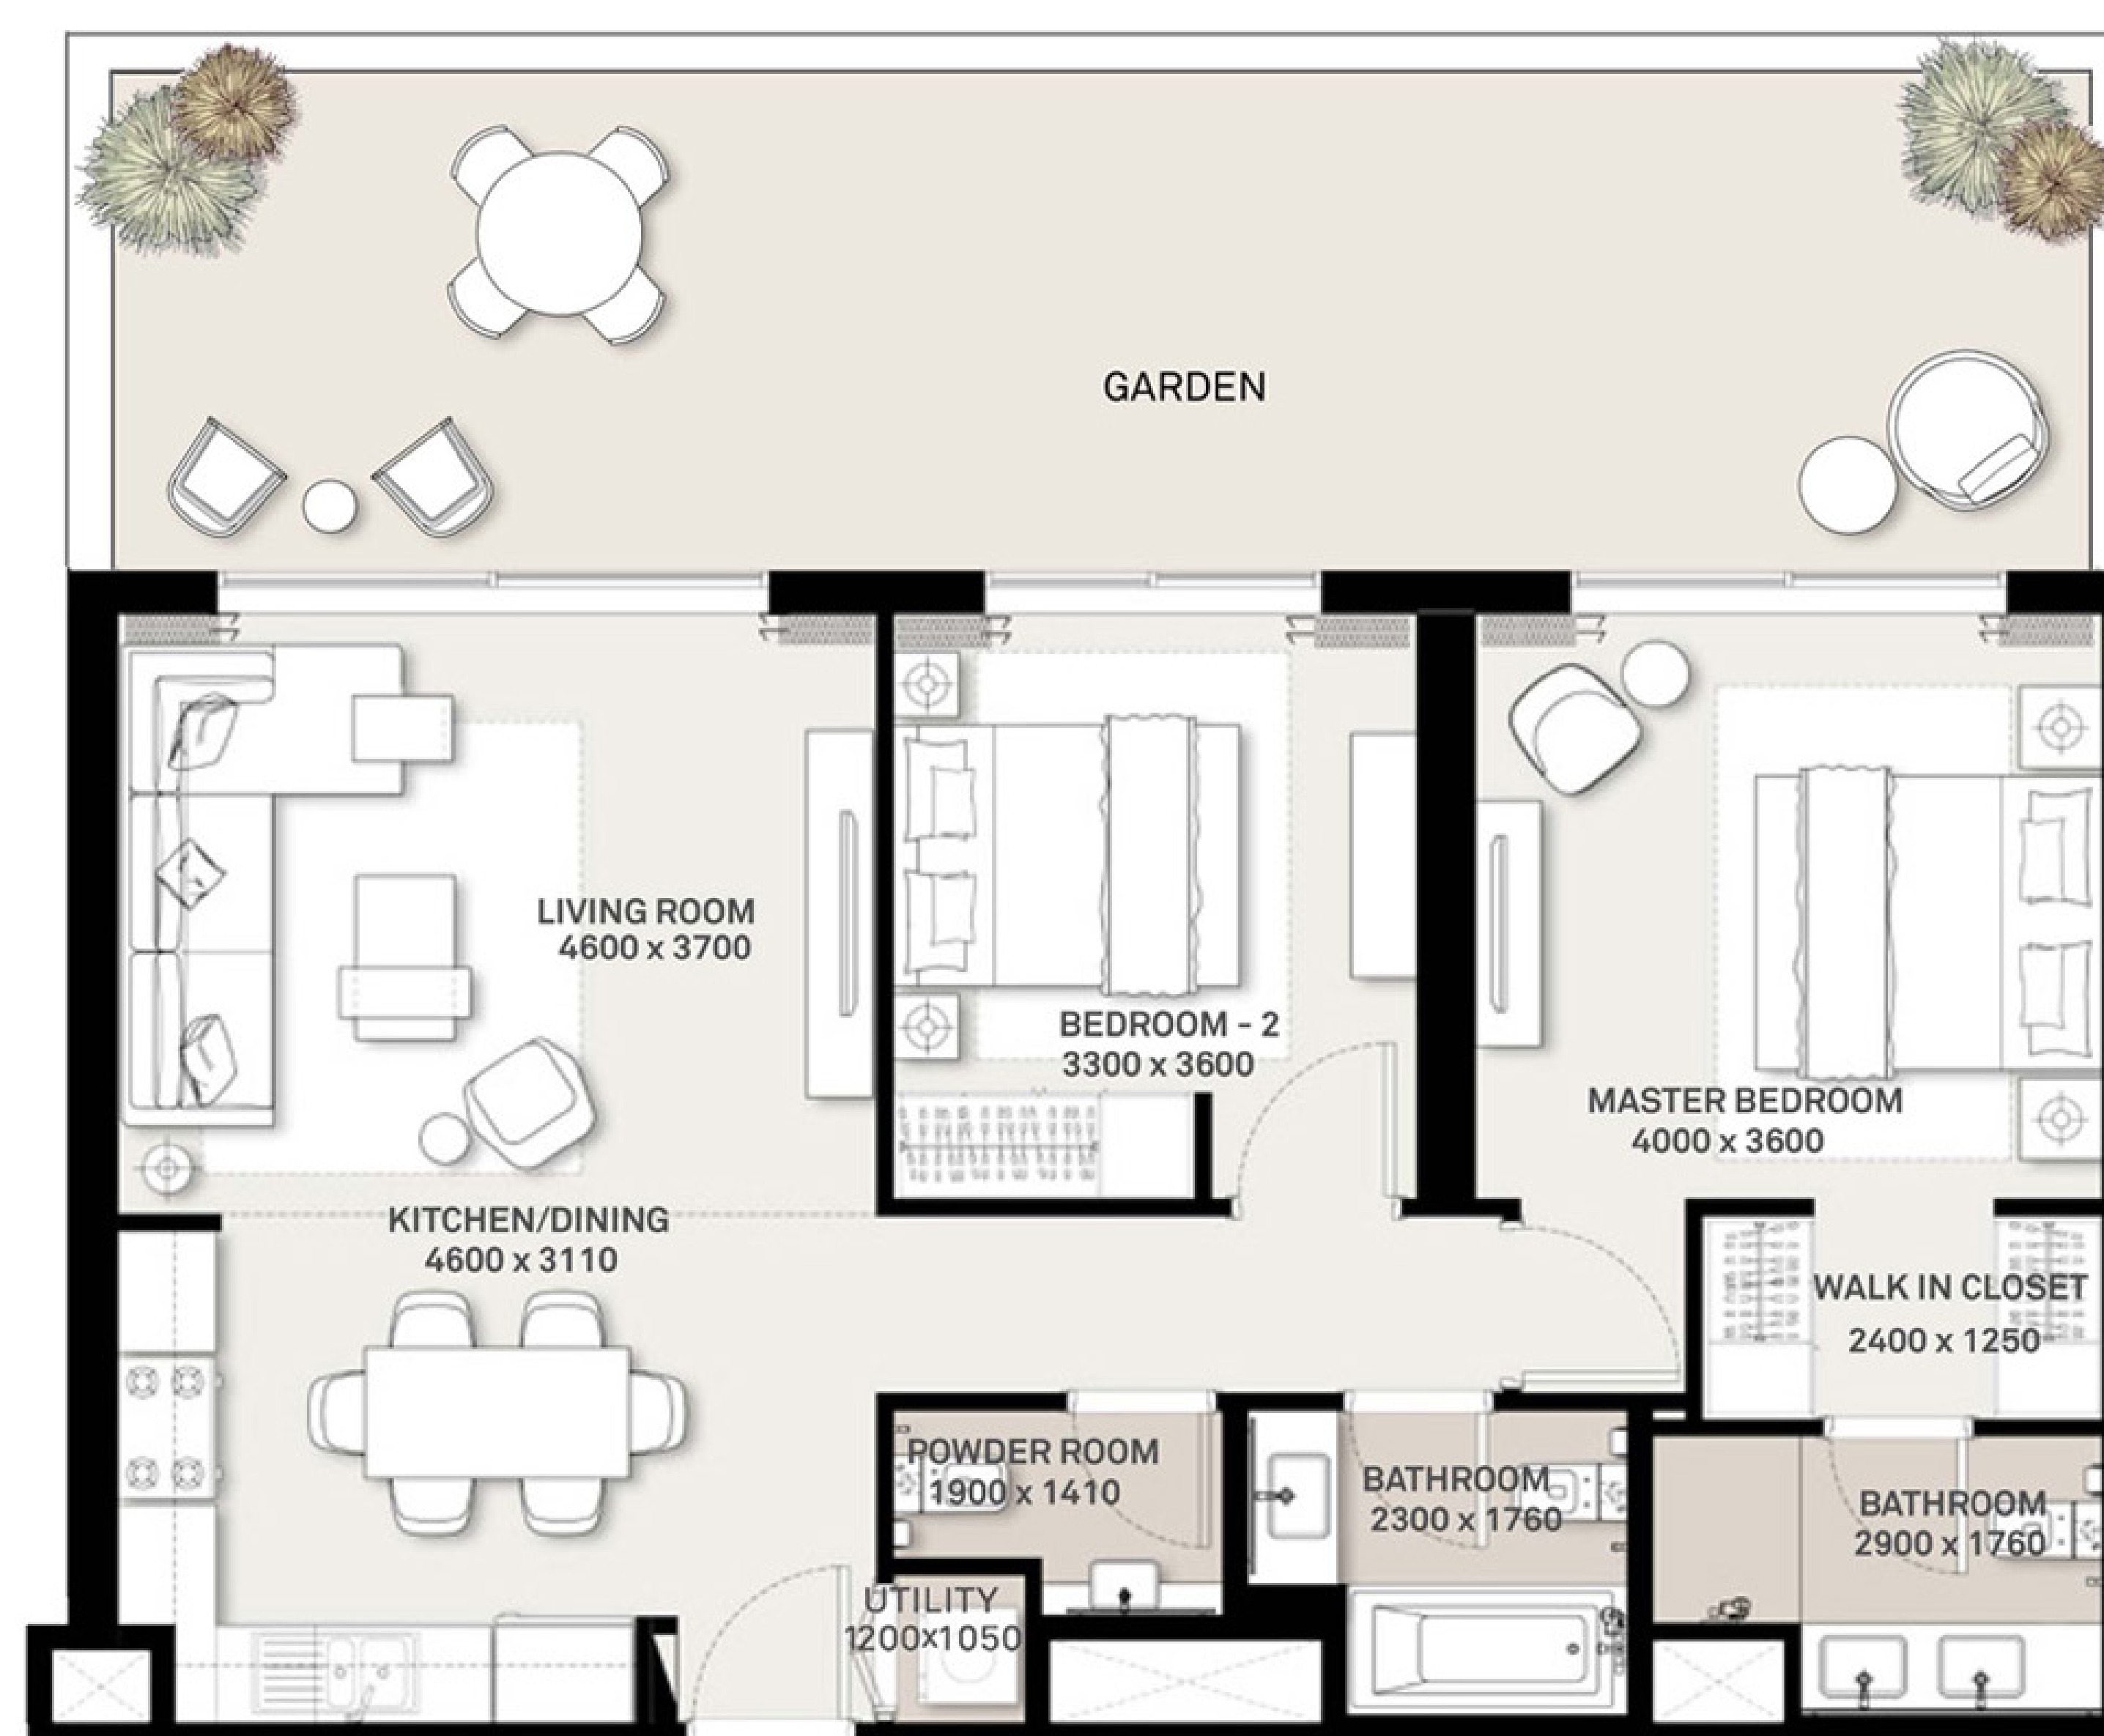 GARDEN
LIVING ROOM
4600 x 3700
BEDROOM - 2
3300 x 3600
MASTER BEDROOM
4000 x 3600
KITCHEN/DINING
4600 x 3110
WALK IN CLOSET
2400 x 1250
POWDER ROOM
1900 x 1410
BATHROOM
2300 x 1760
BATHROOM
2900 x 1760
UTILITY
1200x1050